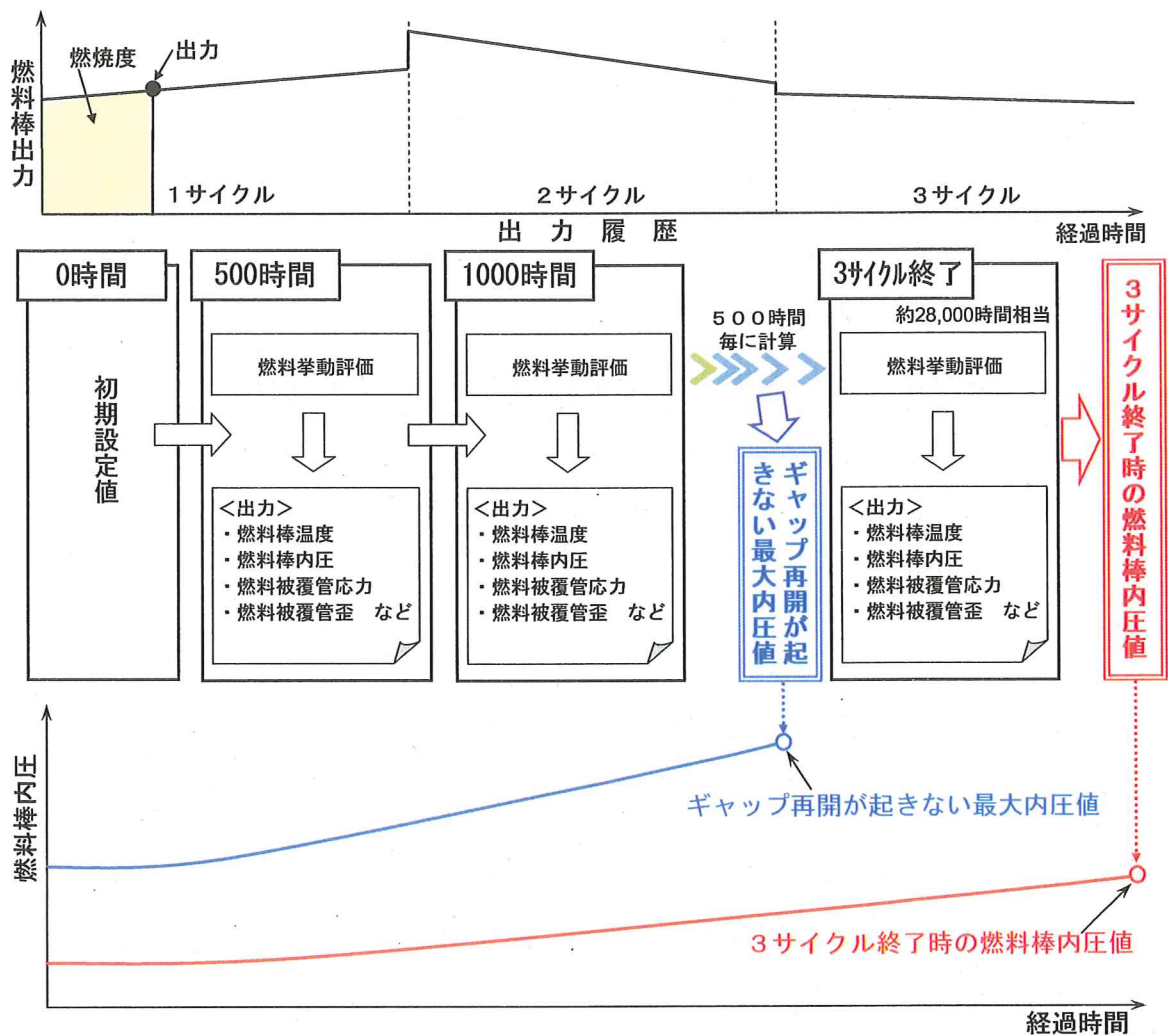 燃料棒出力
燃焼度
出力
1サイクル
2サイクル
3サイクル
出力履歴
経過時間
0時間
初期設定値
500時間
燃料挙動評価
<出力>
・燃料棒温度
・燃料棒内圧
・燃料被覆管応力
・燃料被覆管歪 など
1000時間
燃料挙動評価
<出力>
・燃料棒温度
・燃料棒内圧
・燃料被覆管応力
・燃料被覆管歪 など
500時間
毎に計算
ギャップ再開が起
きない最大内圧値
3サイクル終了
約28,000時間相当
燃料挙動評価
<出力>
・燃料棒温度
・燃料棒内圧
・燃料被覆管応力
・燃料被覆管歪 など
3サイクル終了時の燃料棒内圧値
燃料棒内圧
ギャップ再開が起きない最大内圧値
3サイクル終了時の燃料棒内圧値
経過時間